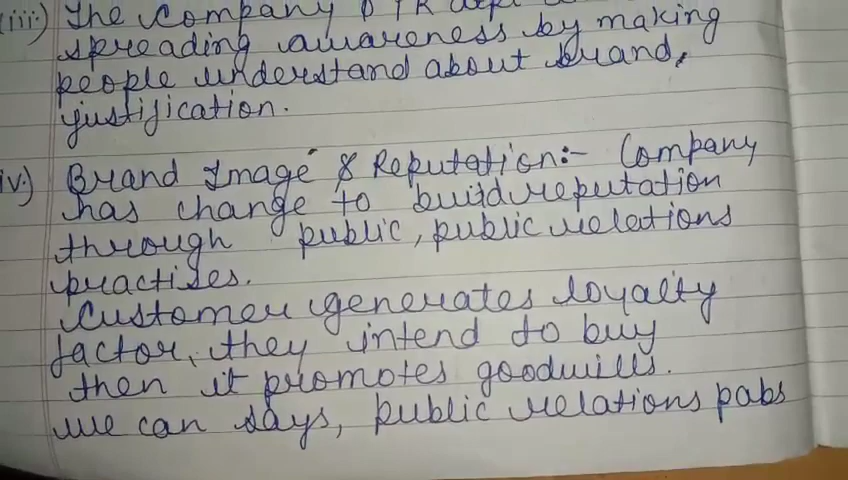 (iii) The Company PR dept
spreading awareness by making
people understand about brand,
justification.
iv.) Brand Image & Reputation:- Company
has change to build reputation
through public, public relations
practises.
Customer generates loyalty
factor, they intend to buy
then it promotes goodwills.
we can says, public relations pabs